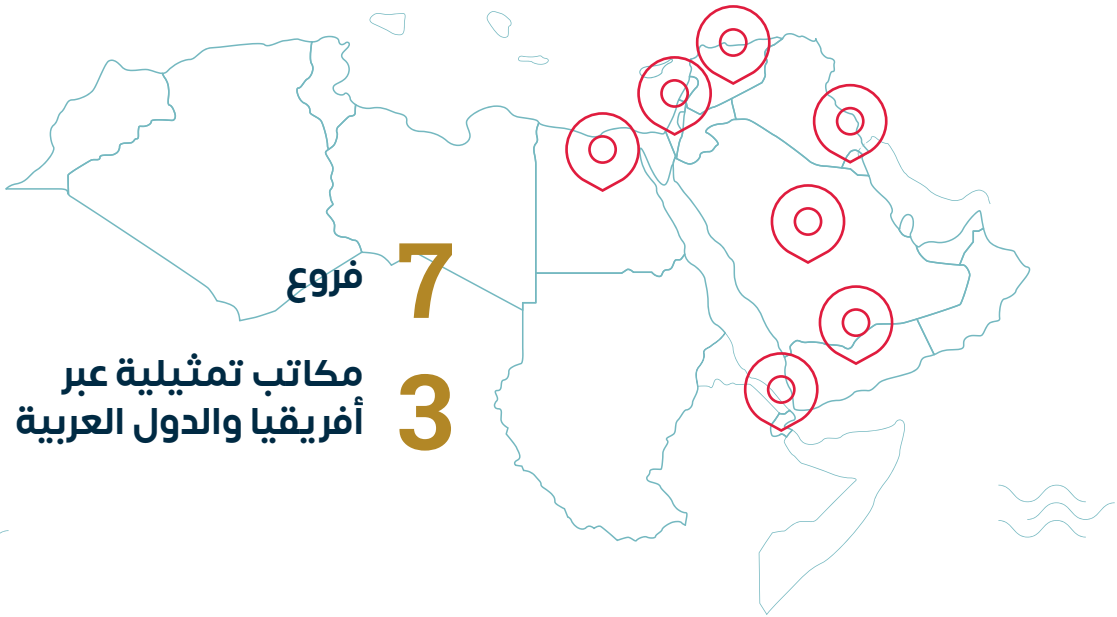 7 فروع
3 مكاتب تمثيلية عبر
أفريقيا والدول العربية